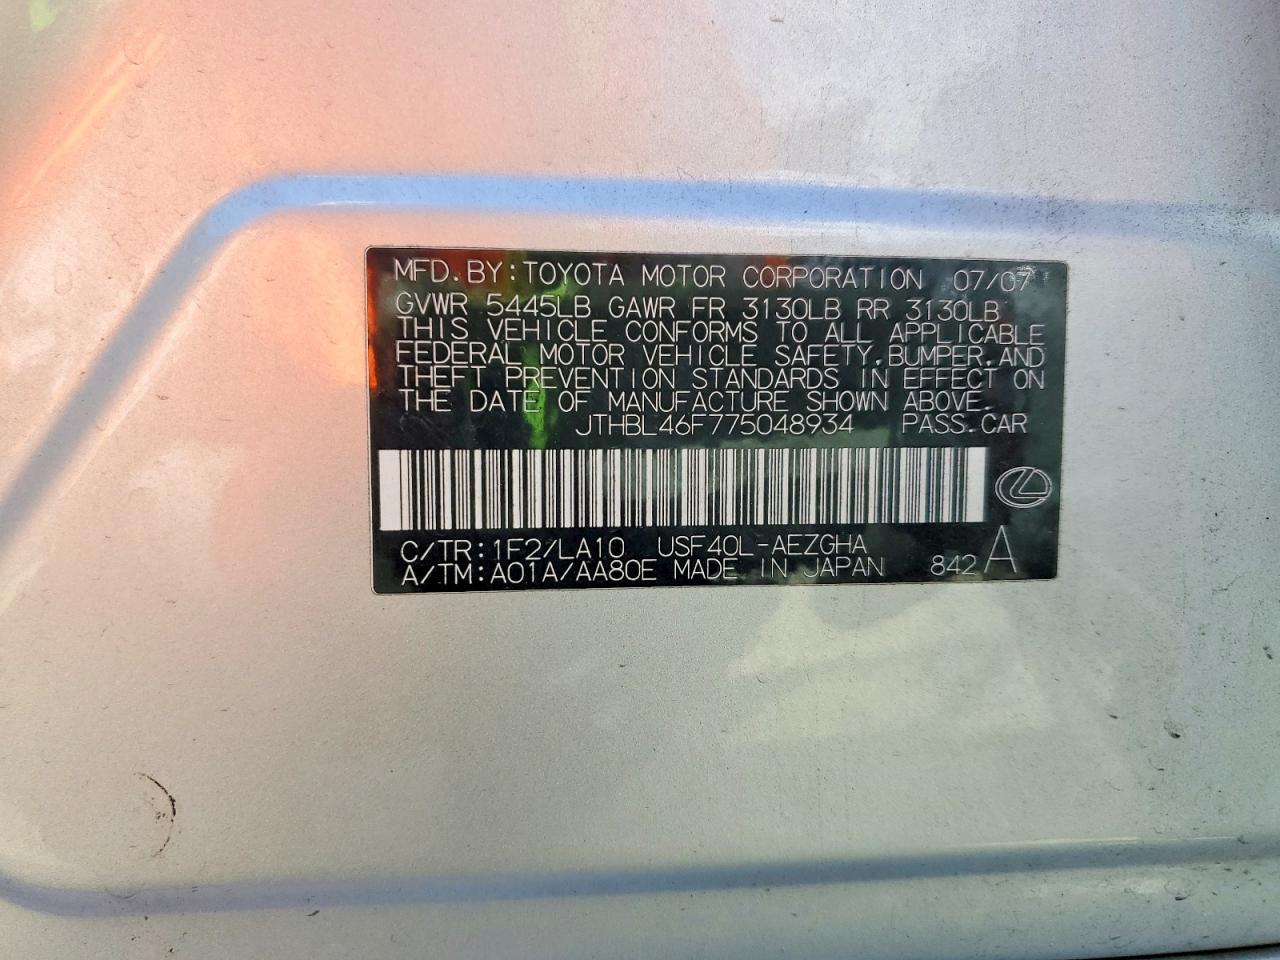 MFD. BY: TOYOTA MOTOR CORPORATION 07/07
GVWR 5445LB GAWR FR 3130LB RR 3130LB
THIS VEHICLE CONFORMS TO ALL APPLICABLE
FEDERAL MOTOR VEHICLE SAFETY, BUMPER, AND
THEFT PREVENTION STANDARDS IN EFFECT ON
THE DATE OF MANUFACTURE SHOWN ABOVE.
JTHBL46F775048934 PASS. CAR
C/TR: 1F2/LA10 USF40L-AEZGHA
A/TM: A01A/AA80E MADE IN JAPAN 842 A